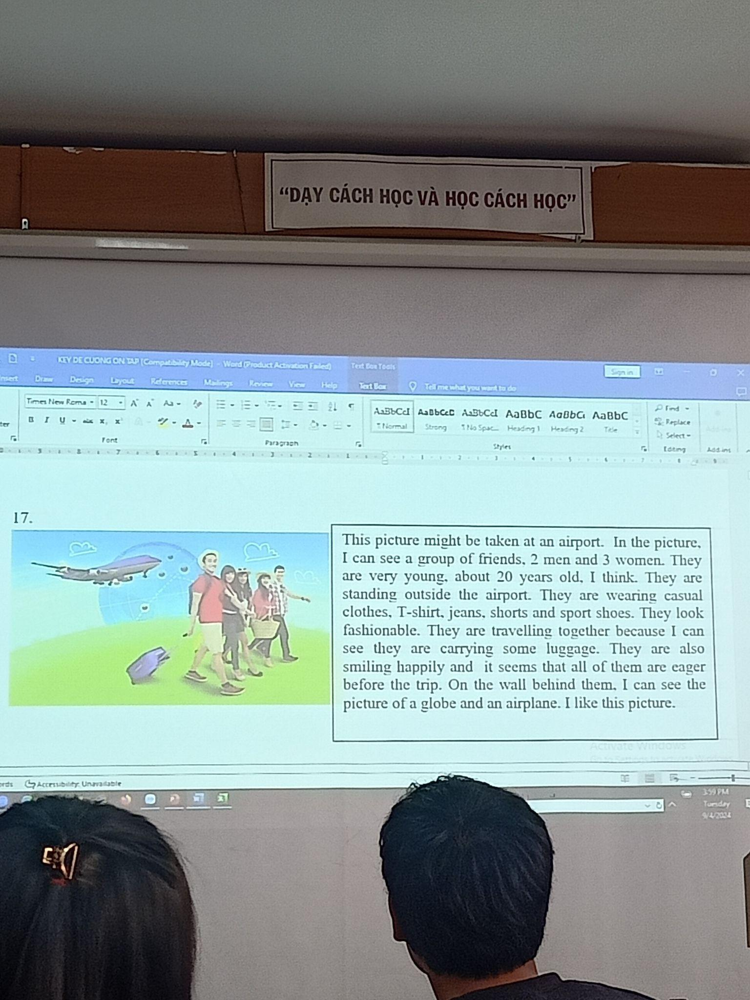 “DẠY CÁCH HỌC VÀ HỌC CÁCH HỌC”
KEY DE CUONG ON TAP [Compatibility Mode] - Word (Product Activation Failed)
Text Box Tools
Sign in
Draw Design Layout References Mailings Review View Help Text Box Tell me what you want to do
Times New Roma 12 A A Aa
B I U abc x x A
Font
Paragraph
AaBbCcI AaBbCcD AaBbCcI AaBbC AaBbCc AaBbC
¶ Normal Strong ¶ No Spac... Heading 1 Heading 2 Title
Styles
Find
Replace
Select
Editing
Add-ins
17.
This picture might be taken at an airport. In the picture,
I can see a group of friends, 2 men and 3 women. They
are very young, about 20 years old, I think. They are
standing outside the airport. They are wearing casual
clothes, T-shirt, jeans, shorts and sport shoes. They look
fashionable. They are travelling together because I can
see they are carrying some luggage. They are also
smiling happily and it seems that all of them are eager
before the trip. On the wall behind them, I can see the
picture of a globe and an airplane. I like this picture.
Activate Windows
Go to Settings to activate Windows.
Accessibility: Unavailable
3:59 PM
Tuesday
9/4/2024